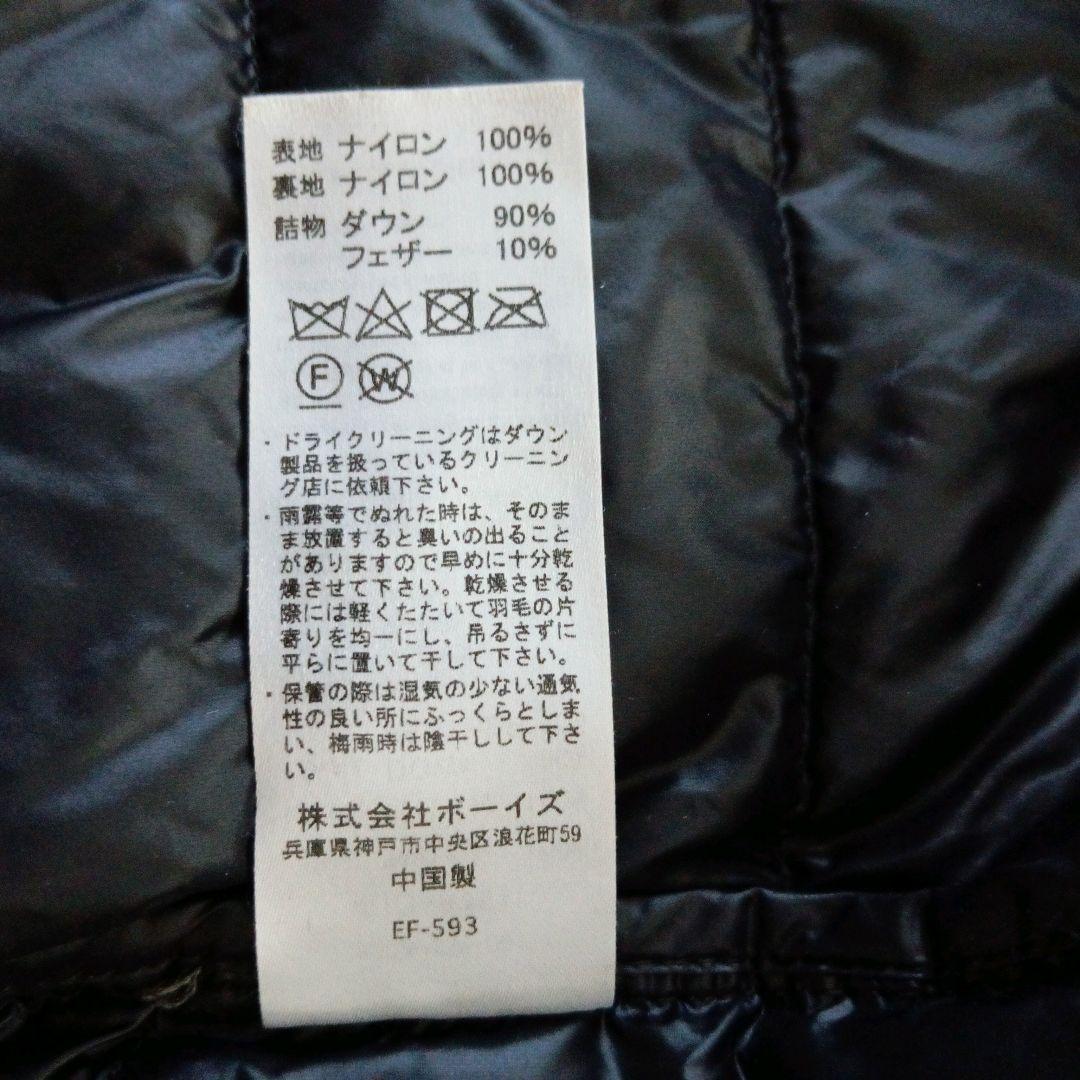 表地 ナイロン 100%
裏地 ナイロン 100%
詰物 ダウン 90%
フェザー 10%
F W
・ドライクリーニングはダウン
製品を扱っているクリーニン
グ店に依頼下さい。
・雨露等でぬれた時は、そのま
ま放置すると臭いの出ること
がありますので早めに十分乾
燥させて下さい。乾燥させる
際には軽くたたいて羽毛の片
寄りを均一にし、吊るさずに
平らに置いて干して下さい。
・保管の際は湿気の少ない通気
性の良い所にふっくらとしま
い、梅雨時は陰干しして下さ
い。
株式会社ボーイズ
兵庫県神戸市中央区浪花町59
中国製
EF-593